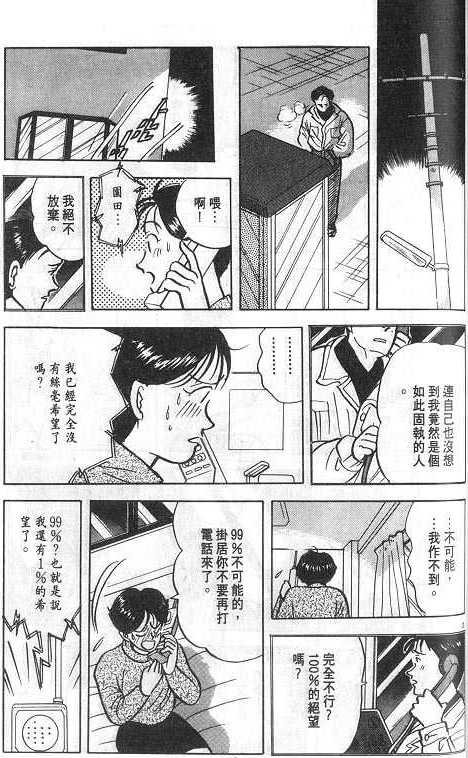 喂…
啊！
園田…
我絕不
放棄。
連自己也沒想
到我竟然是個
如此固執的人
。
我已經完全沒
有絲毫希望了
嗎？
…不可能，
…我作不到。
完全不行？
100%的絕望
嗎？
99%不可能的，
掛居你不要再打
電話來了。
99%？也就是說
我還有1%的希
望了。